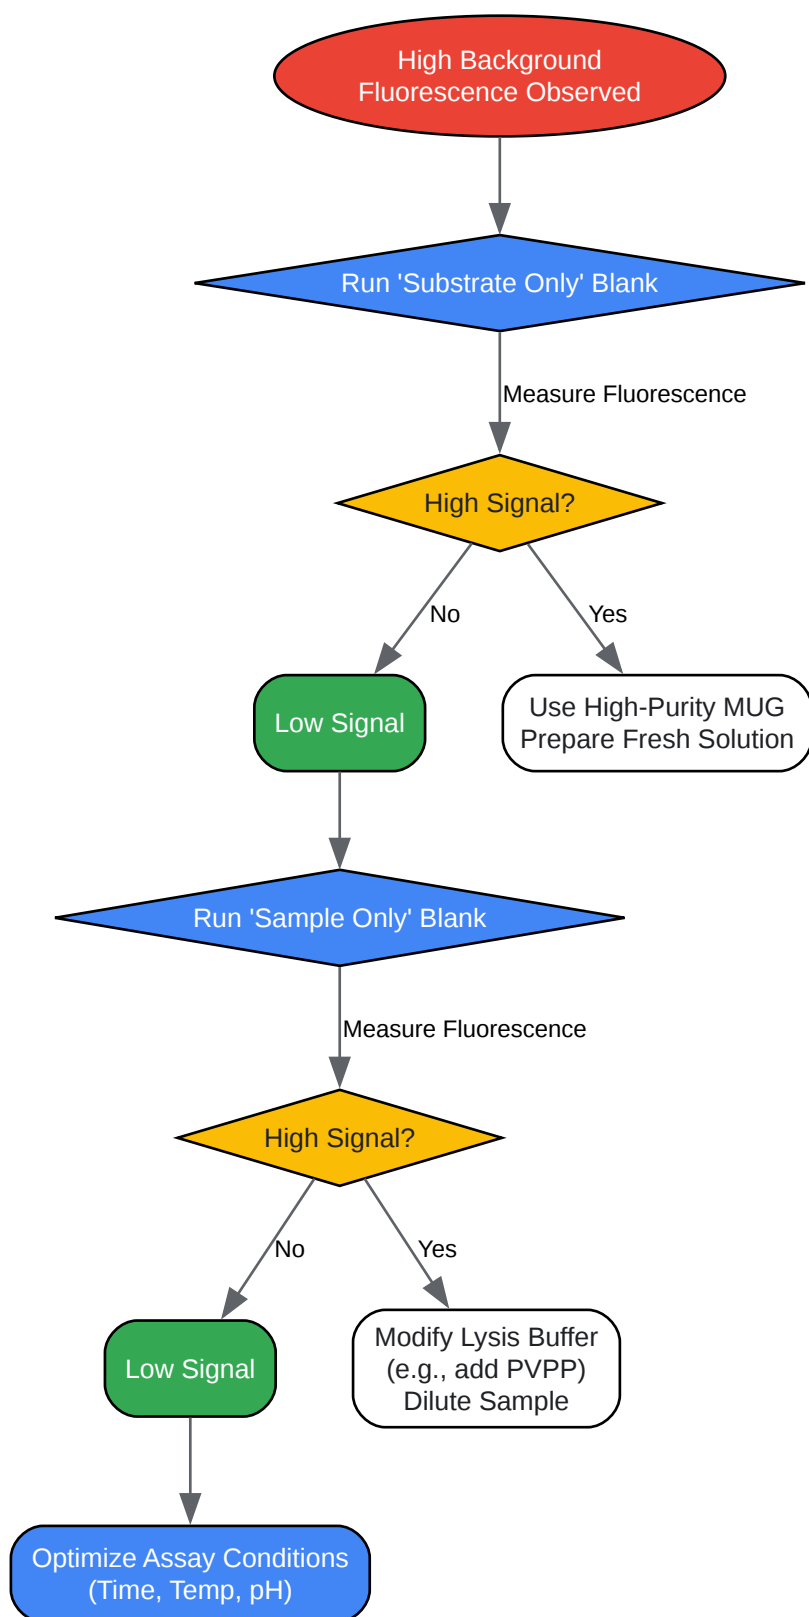 High Background
Fluorescence Observed
Run 'Substrate Only' Blank
Measure Fluorescence
High Signal?
No
Yes
Low Signal
Use High-Purity MUG
Prepare Fresh Solution
Run 'Sample Only' Blank
Measure Fluorescence
High Signal?
No
Yes
Low Signal
Modify Lysis Buffer
(e.g., add PVPP)
Dilute Sample
Optimize Assay Conditions
(Time, Temp, pH)